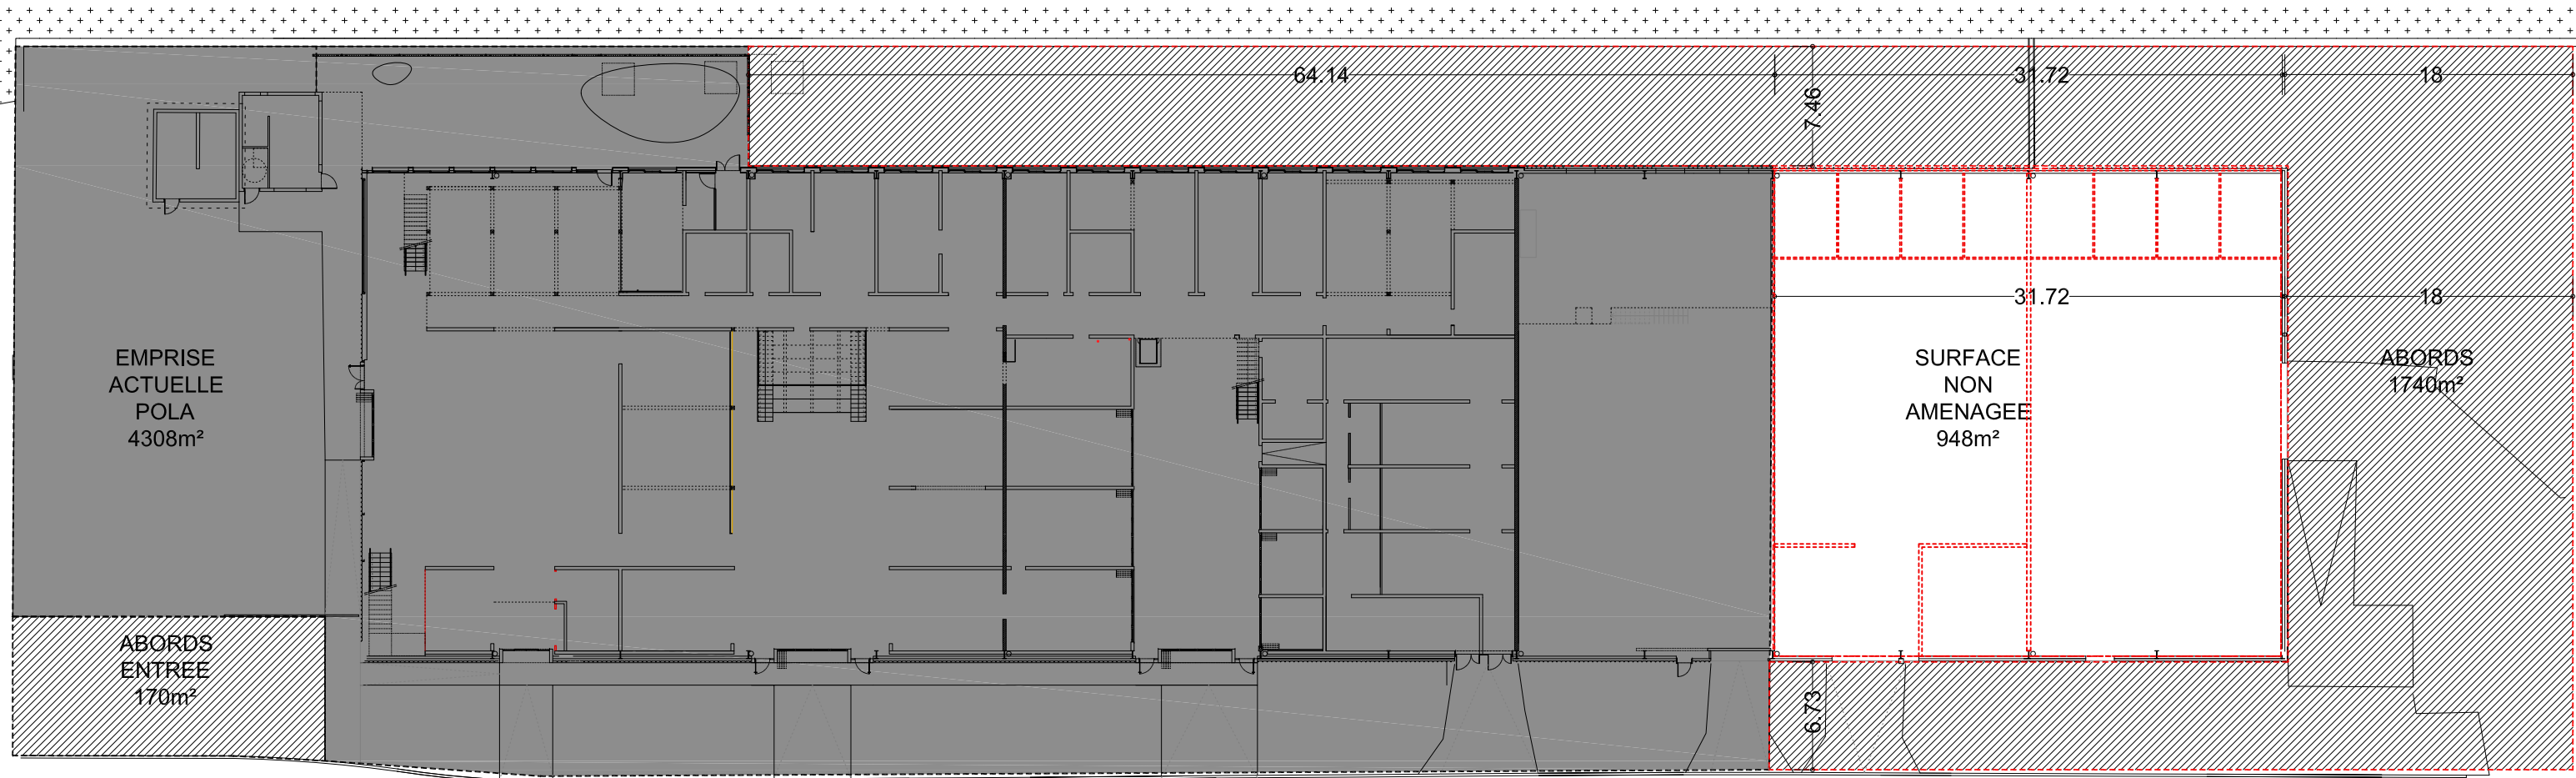 64.14
31.72
18
7.46
31.72
18
EMPRISE
ACTUELLE
POLA
4308m²
SURFACE
NON
AMENAGEE
948m²
ABORDS
1740m²
ABORDS
ENTREE
170m²
6.73